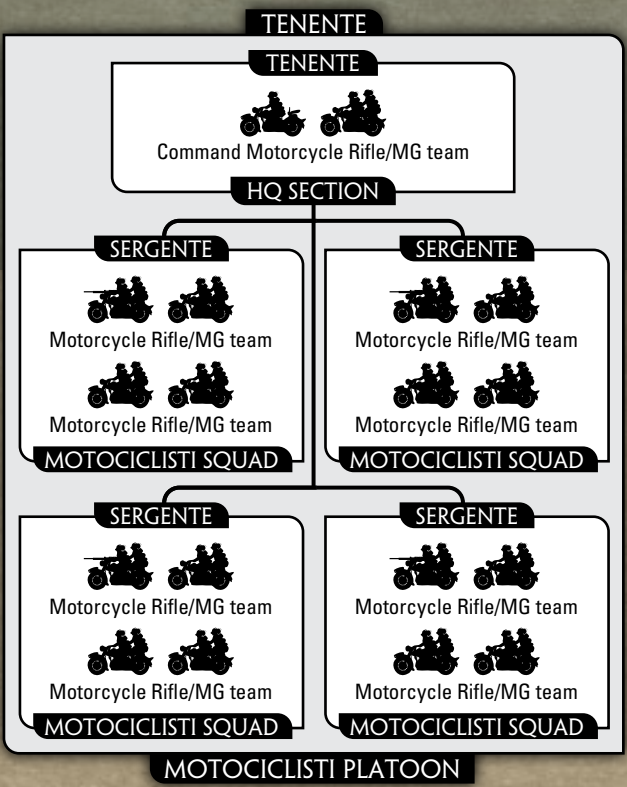 TENENTE
TENENTE
Command Motorcycle Rifle/MG team
HQ SECTION
SERGENTE
Motorcycle Rifle/MG team
Motorcycle Rifle/MG team
MOTOCICLISTI SQUAD
SERGENTE
Motorcycle Rifle/MG team
Motorcycle Rifle/MG team
MOTOCICLISTI SQUAD
SERGENTE
Motorcycle Rifle/MG team
Motorcycle Rifle/MG team
MOTOCICLISTI SQUAD
SERGENTE
Motorcycle Rifle/MG team
Motorcycle Rifle/MG team
MOTOCICLISTI SQUAD
MOTOCICLISTI PLATOON